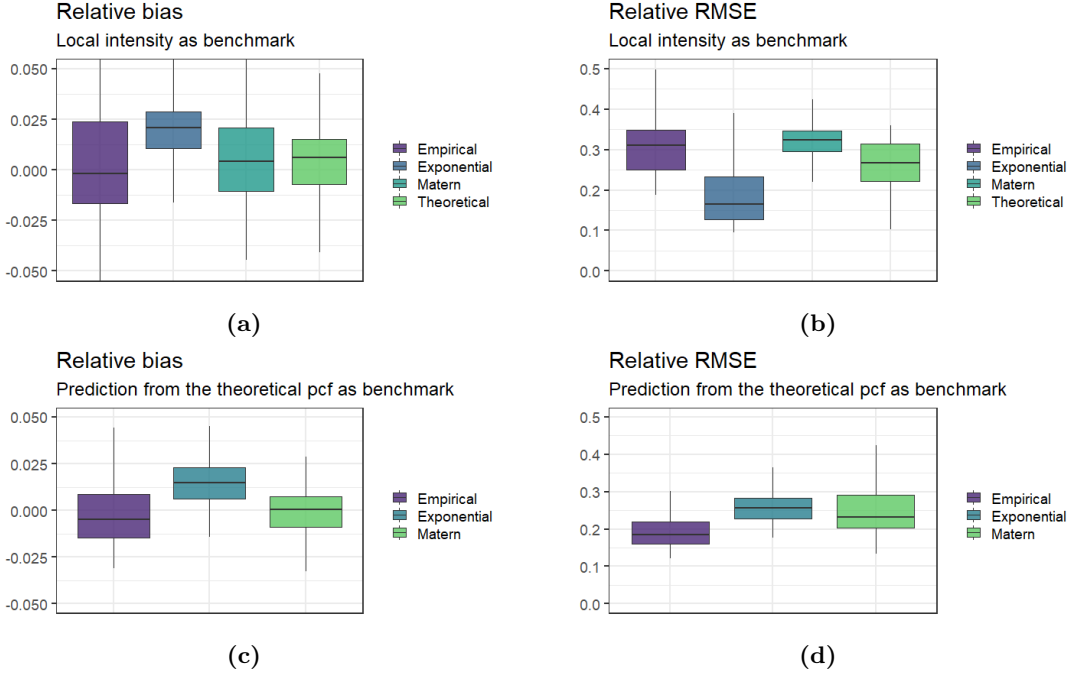 Relative bias
Local intensity as benchmark
0.050
0.025
0.000
-0.025
-0.050
Empirical
Exponential
Matern
Theoretical
(a)
Relative RMSE
Local intensity as benchmark
0.5
0.4
0.3
0.2
0.1
0.0
Empirical
Exponential
Matern
Theoretical
(b)
Relative bias
Prediction from the theoretical pcf as benchmark
0.050
0.025
0.000
-0.025
-0.050
Empirical
Exponential
Matern
(c)
Relative RMSE
Prediction from the theoretical pcf as benchmark
0.5
0.4
0.3
0.2
0.1
0.0
Empirical
Exponential
Matern
(d)